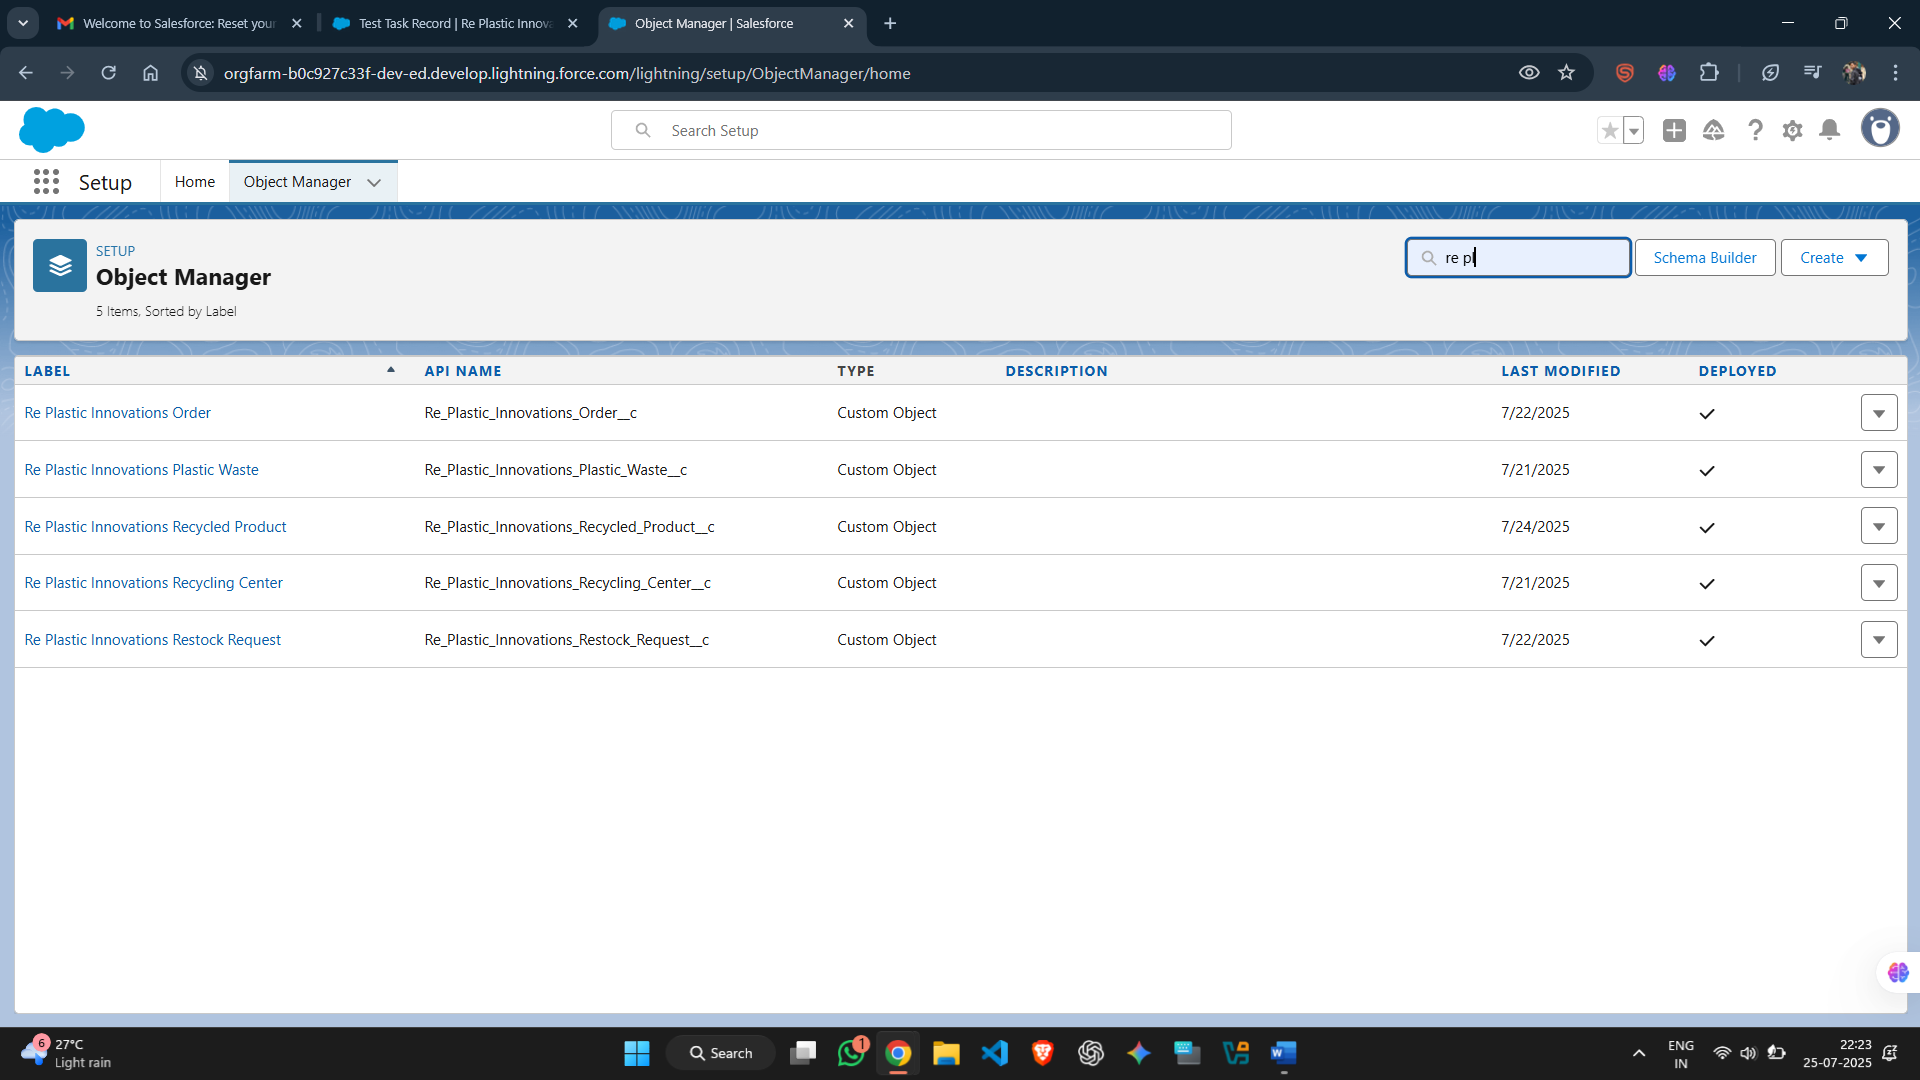 Welcome to Salesforce: Reset your
Test Task Record | Re Plastic Innova
Object Manager | Salesforce
orgfarm-b0c927c33f-dev-ed.develop.lightning.force.com/lightning/setup/ObjectManager/home
Search Setup
Setup
Home
Object Manager
SETUP
Object Manager
5 Items, Sorted by Label
re pl
Schema Builder
Create
LABEL API NAME TYPE DESCRIPTION LAST MODIFIED DEPLOYED
Re Plastic Innovations Order Re_Plastic_Innovations_Order__c Custom Object 7/22/2025
Re Plastic Innovations Plastic Waste Re_Plastic_Innovations_Plastic_Waste__c Custom Object 7/21/2025
Re Plastic Innovations Recycled Product Re_Plastic_Innovations_Recycled_Product__c Custom Object 7/24/2025
Re Plastic Innovations Recycling Center Re_Plastic_Innovations_Recycling_Center__c Custom Object 7/21/2025
Re Plastic Innovations Restock Request Re_Plastic_Innovations_Restock_Request__c Custom Object 7/22/2025
6
27°C
Light rain
Search
1
ENG
IN
22:23
25-07-2025